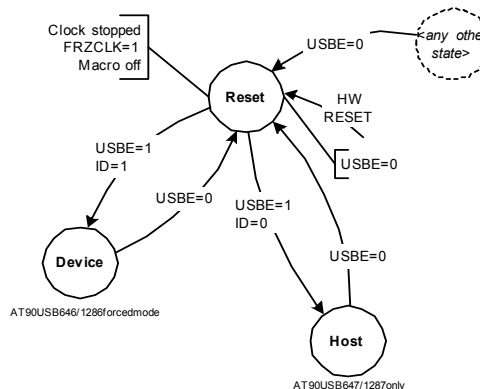 Clock stopped
FRZCLK=1
Macro off
USBE=0
<any othe
state>
Reset
HW
RESET
USBE=0
USBE=1
ID=1
USBE=0
USBE=1
ID=0
USBE=0
Device
AT90USB646/1286forcedmode
Host
AT90USB647/1287only